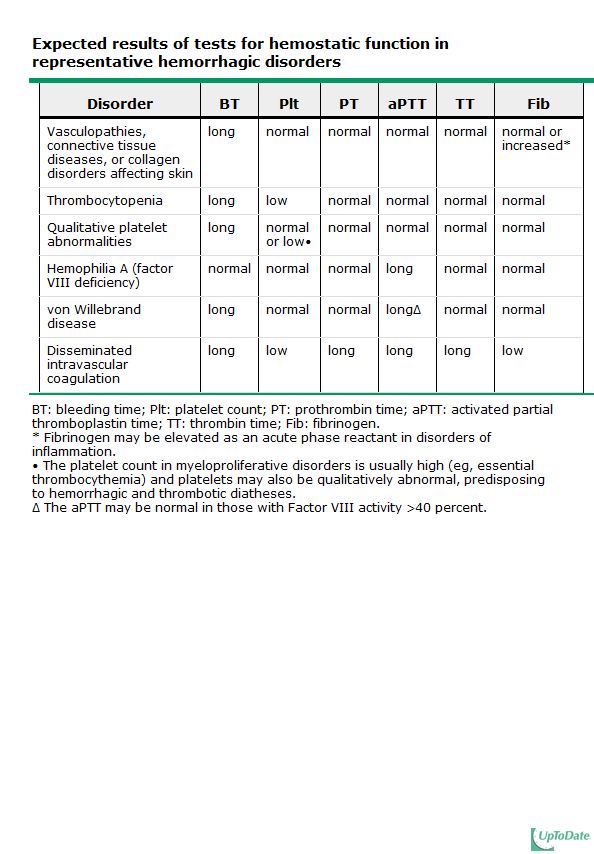 Expected results of tests for hemostatic function in
representative hemorrhagic disorders
Disorder BT Plt PT aPTT TT Fib
Vasculopathies, long normal normal normal normal normal or
connective tissue increased*
diseases, or collagen
disorders affecting skin
Thrombocytopenia long low normal normal normal normal
Qualitative platelet long normal normal normal normal normal
abnormalities or low•
Hemophilia A (factor normal normal normal long normal normal
VIII deficiency)
von Willebrand long normal normal longΔ normal normal
disease
Disseminated long low long long long low
intravascular
coagulation
BT: bleeding time; Plt: platelet count; PT: prothrombin time; aPTT: activated partial
thromboplastin time; TT: thrombin time; Fib: fibrinogen.
* Fibrinogen may be elevated as an acute phase reactant in disorders of
inflammation.
• The platelet count in myeloproliferative disorders is usually high (eg, essential
thrombocythemia) and platelets may also be qualitatively abnormal, predisposing
to hemorrhagic and thrombotic diatheses.
Δ The aPTT may be normal in those with Factor VIII activity >40 percent.
UpToDate